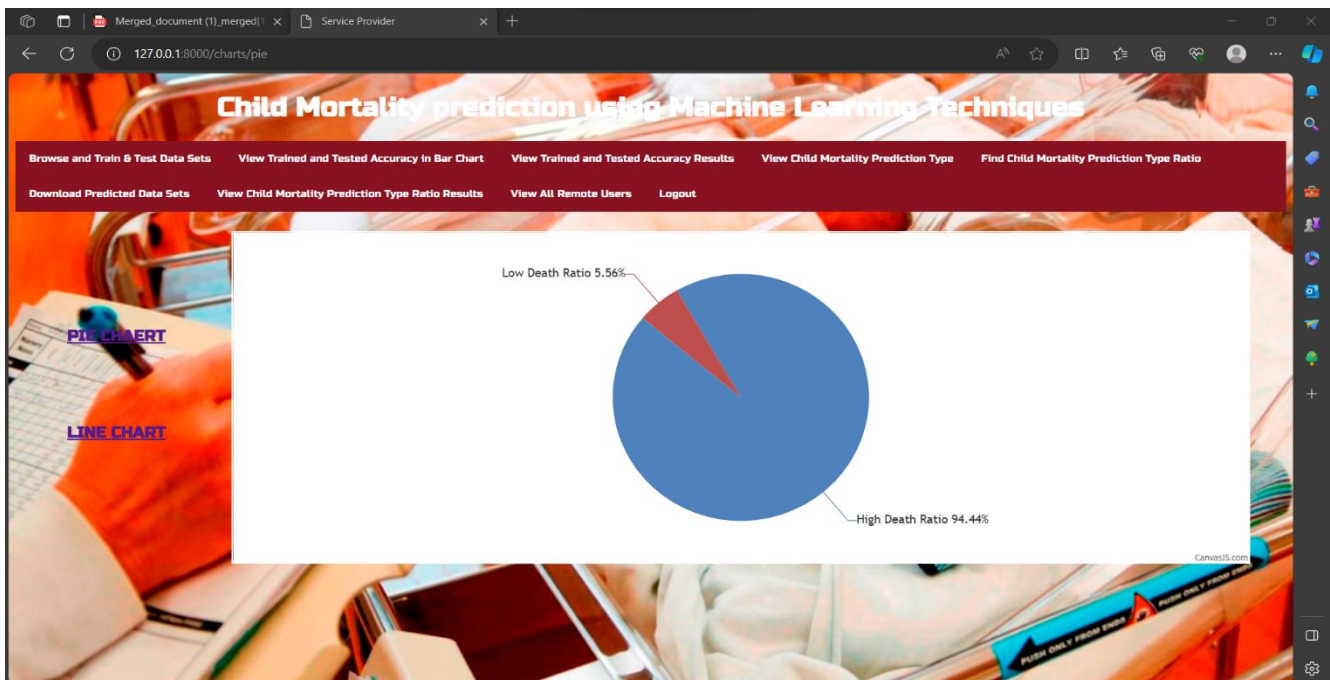 Merged_document (1)_merged(1
Service Provider
127.0.0.1:8000/charts/pie
Child Mortality prediction using Machine Learning Techniques
Browse and Train & Test Data Sets View Trained and Tested Accuracy in Bar Chart View Trained and Tested Accuracy Results View Child Mortality Prediction Type Find Child Mortality Prediction Type Ratio
Download Predicted Data Sets View Child Mortality Prediction Type Ratio Results View All Remote Users Logout
Low Death Ratio 5.56%
PIE CHAERT
LINE CHART
High Death Ratio 94.44%
CanvasJS.com
PUSH ONLY FROM ENDS
PUSH ONLY FROM ENDS